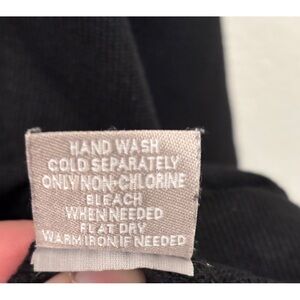 HAND WASH
COLD SEPARATELY
ONLY NON-CHLORINE
BLEACH
WHEN NEEDED
FLAT DRY
WARM IRON IF NEEDED